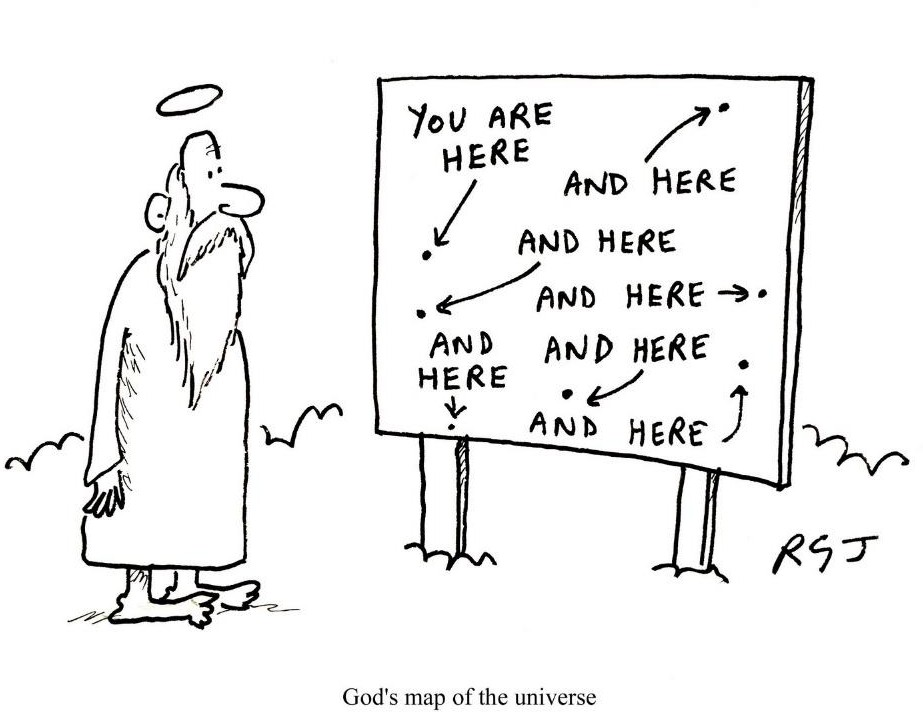 YOU ARE
HERE
AND HERE
AND HERE
AND HERE
AND
HERE
AND HERE
AND HERE
RGJ
God's map of the universe